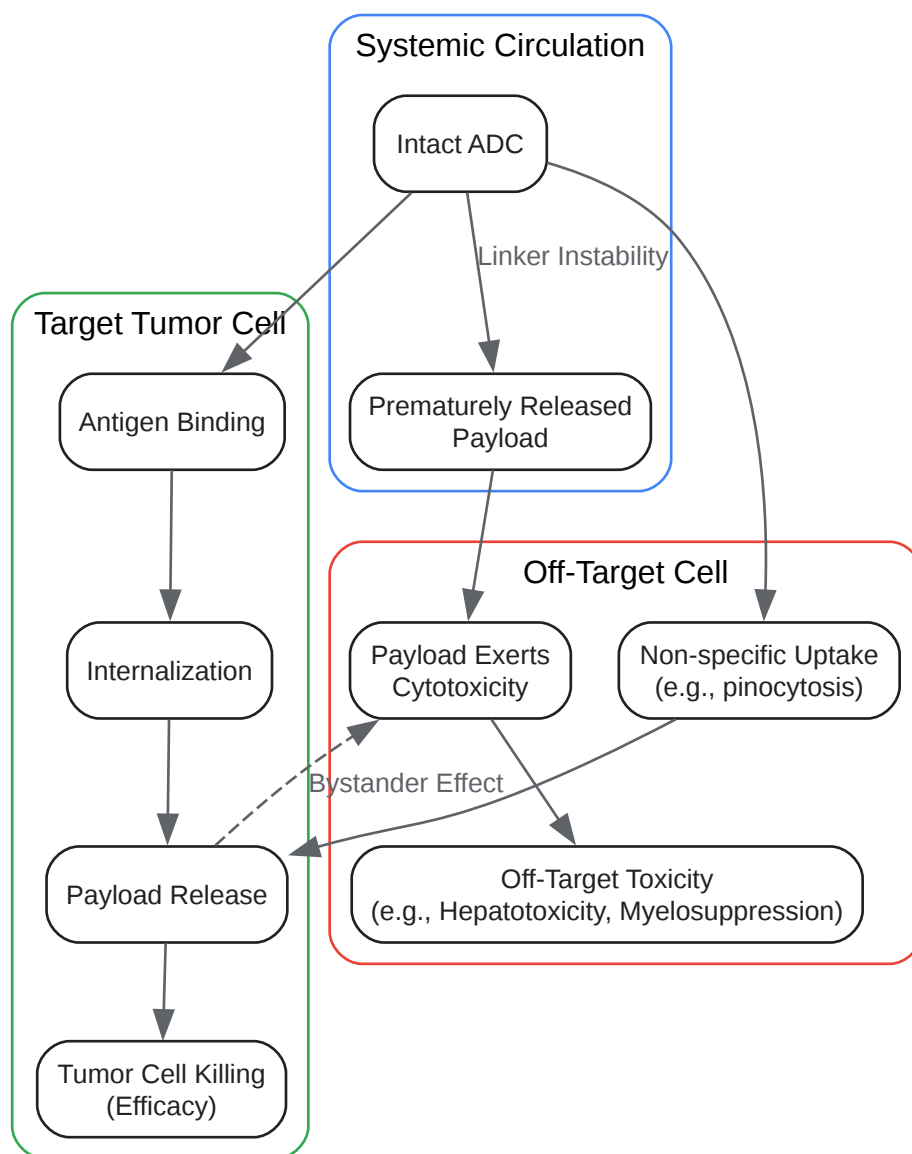 Systemic Circulation
Intact ADC
Linker Instability
Target Tumor Cell
Antigen Binding
Prematurely Released
Payload
Off-Target Cell
Internalization
Payload Exerts
Cytotoxicity
Non-specific Uptake
(e.g., pinocytosis)
Bystander Effect
Payload Release
Off-Target Toxicity
(e.g., Hepatotoxicity, Myelosuppression)
Tumor Cell Killing
(Efficacy)